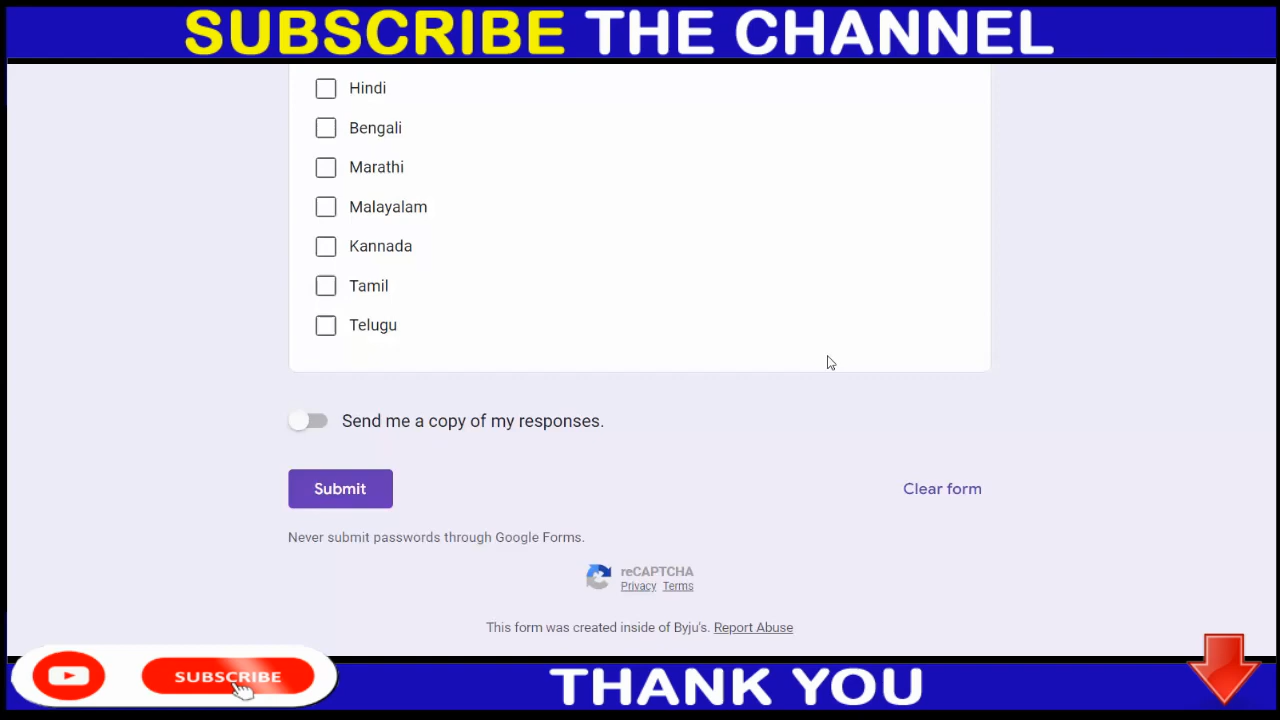 SUBSCRIBE THE CHANNEL
Hindi
Bengali
Marathi
Malayalam
Kannada
Tamil
Telugu
Send me a copy of my responses.
Submit
Clear form
Never submit passwords through Google Forms.
reCAPTCHA
Privacy Terms
This form was created inside of Byju's. Report Abuse
SUBSCRIBE
THANK YOU